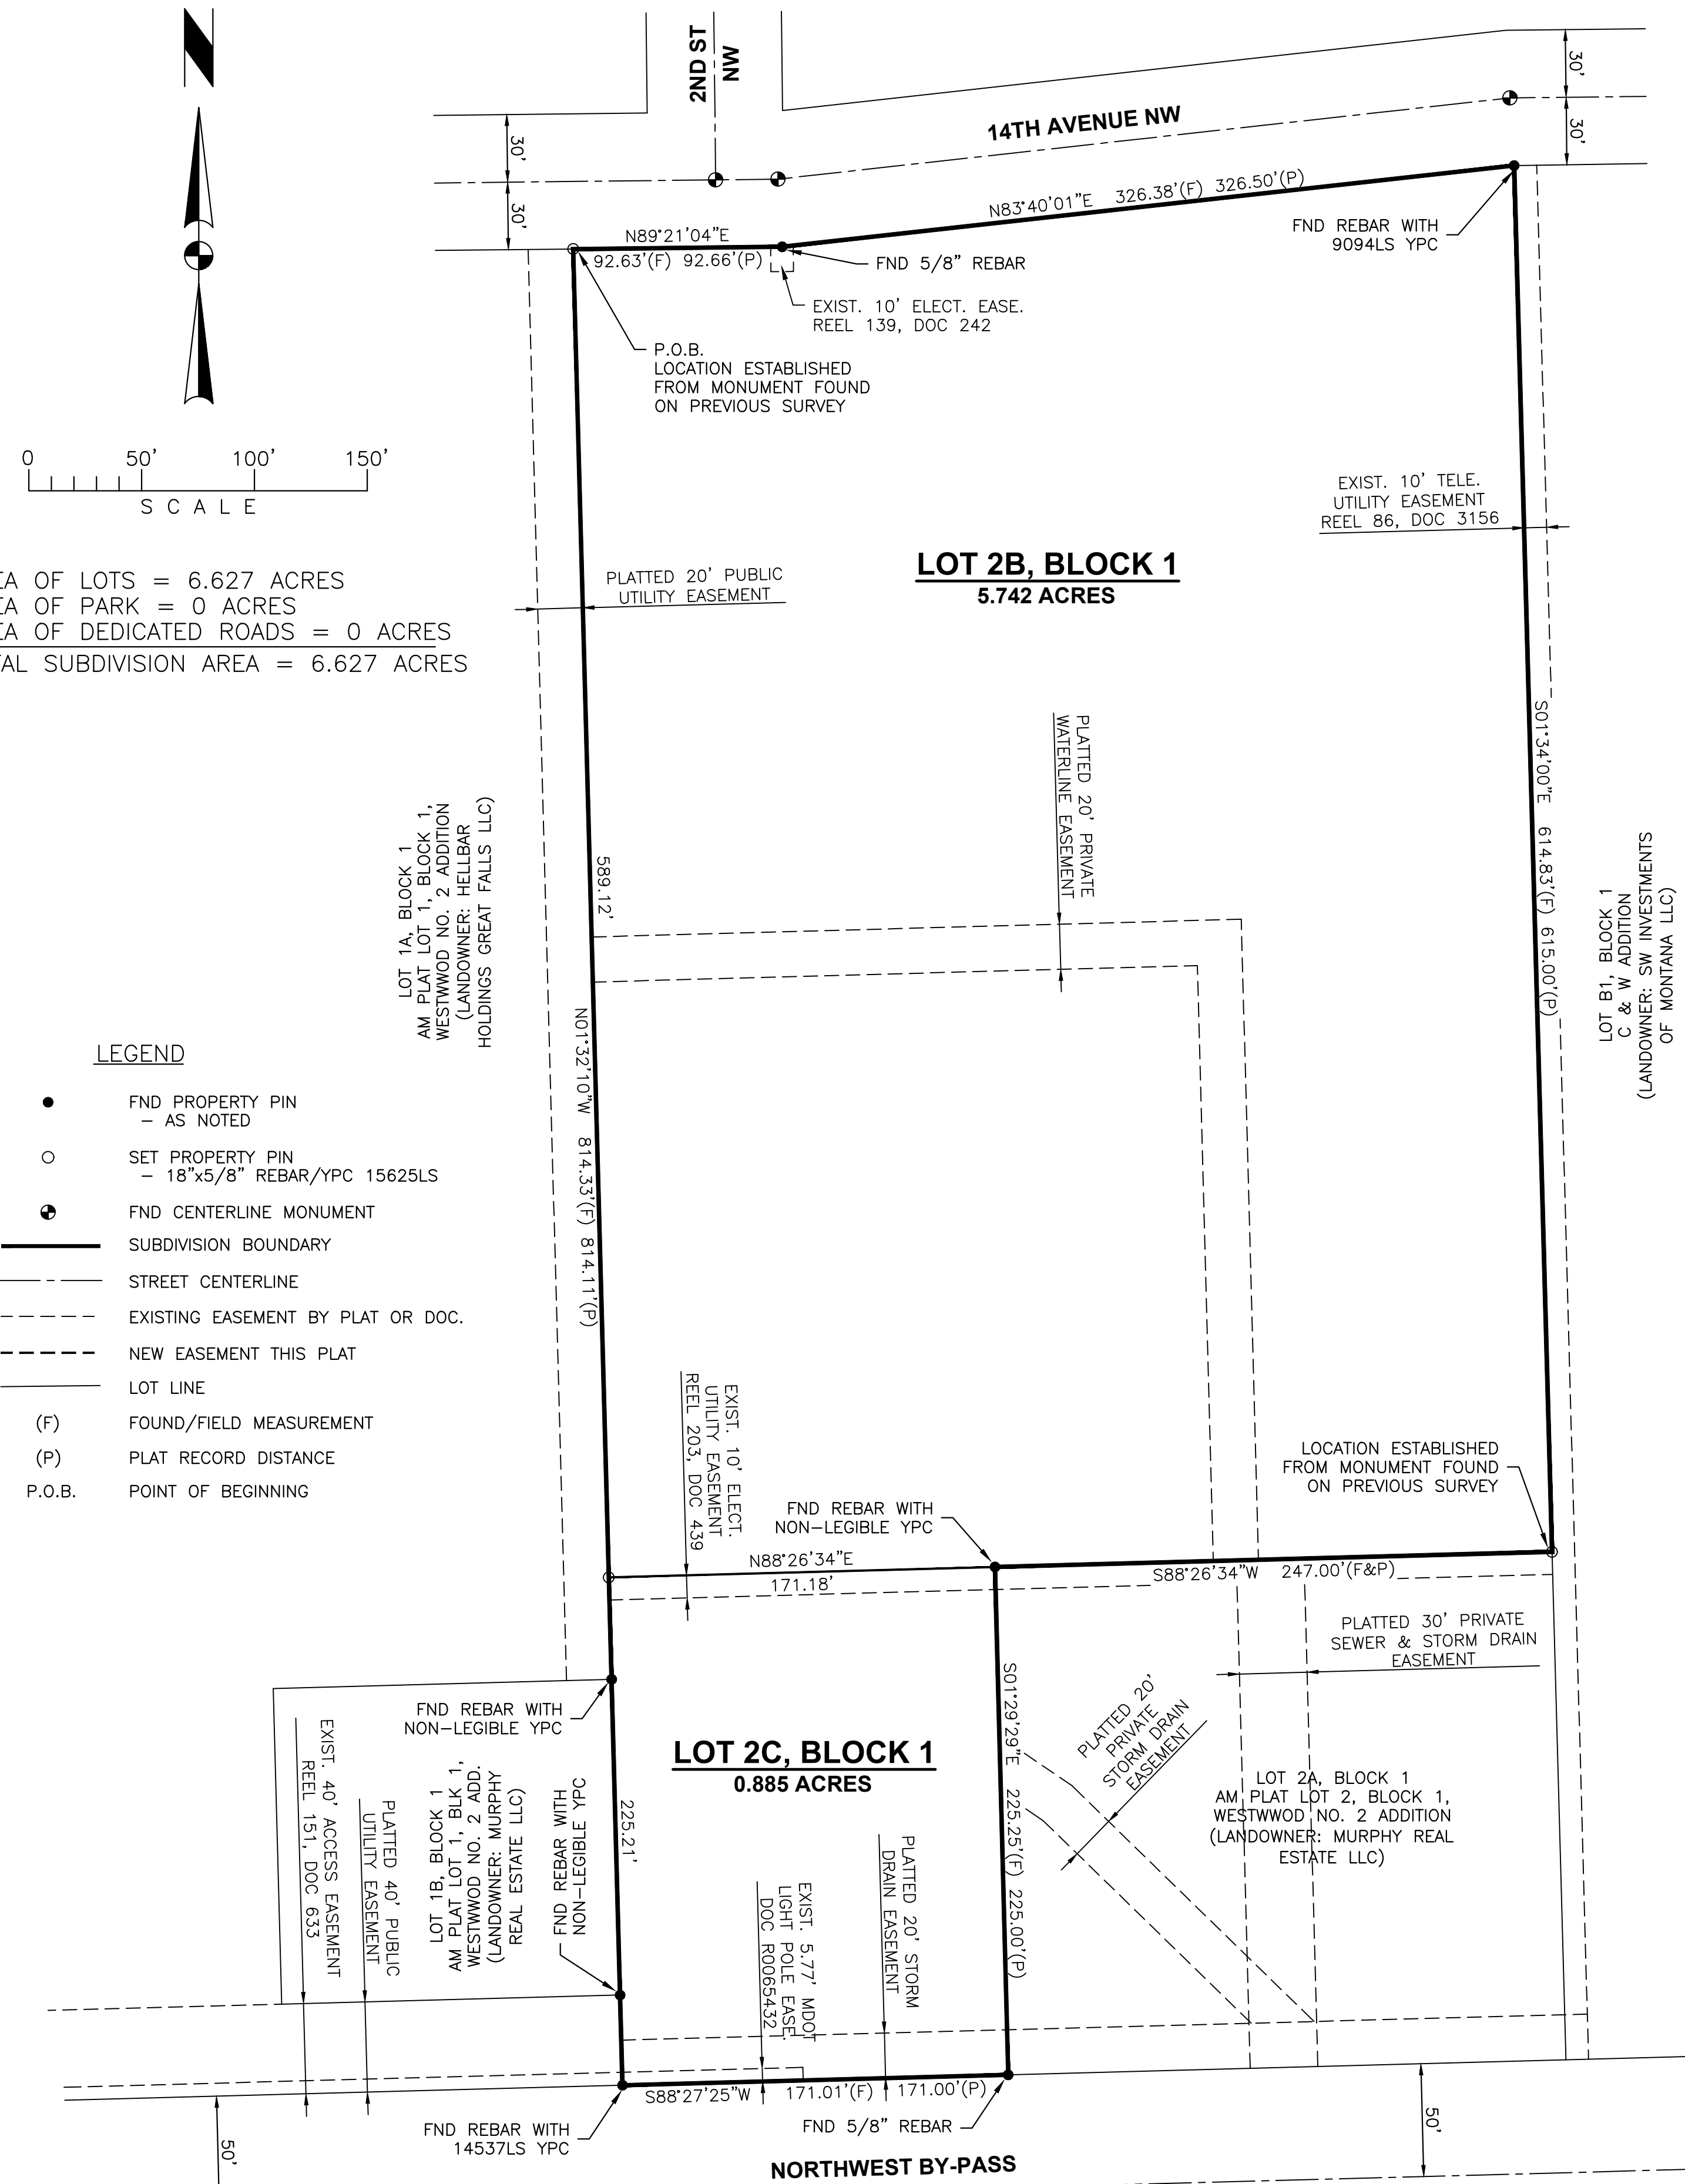 N
2ND ST
NW
14TH AVENUE NW
30'
30'
30'
30'
N89°21'04"E
92.63'(F) 92.66'(P)
N83°40'01"E 326.38'(F) 326.50'(P)
FND REBAR WITH
9094LS YPC
FND 5/8" REBAR
EXIST. 10' ELECT. EASE.
REEL 139, DOC 242
P.O.B.
LOCATION ESTABLISHED
FROM MONUMENT FOUND
ON PREVIOUS SURVEY
0 50' 100' 150'
SCALE
EXIST. 10' TELE.
UTILITY EASEMENT
REEL 86, DOC 3156
LOT 2B, BLOCK 1
5.742 ACRES
PLATTED 20' PUBLIC
UTILITY EASEMENT
EA OF LOTS = 6.627 ACRES
EA OF PARK = 0 ACRES
EA OF DEDICATED ROADS = 0 ACRES
TAL SUBDIVISION AREA = 6.627 ACRES
PLATTED 20' PRIVATE
WATERLINE EASEMENT
S01°34'00"E 614.83'(F) 615.00'(P)
LOT 1A, BLOCK 1
AM PLAT LOT 1, BLOCK 1,
WESTWWOD NO. 2 ADDITION
(LANDOWNER: HELLBAR
HOLDINGS GREAT FALLS LLC)
589.12'
N01°32'10"W 814.33'(F) 814.11'(P)
LOT B1, BLOCK 1
C & W ADDITION
(LANDOWNER: SW INVESTMENTS
OF MONTANA LLC)
LEGEND
FND PROPERTY PIN
– AS NOTED
SET PROPERTY PIN
– 18"x5/8" REBAR/YPC 15625LS
FND CENTERLINE MONUMENT
SUBDIVISION BOUNDARY
STREET CENTERLINE
EXISTING EASEMENT BY PLAT OR DOC.
NEW EASEMENT THIS PLAT
LOT LINE
(F) FOUND/FIELD MEASUREMENT
(P) PLAT RECORD DISTANCE
P.O.B. POINT OF BEGINNING
EXIST. 10' ELECT.
UTILITY EASEMENT
REEL 203, DOC 439
FND REBAR WITH
NON-LEGIBLE YPC
LOCATION ESTABLISHED
FROM MONUMENT FOUND
ON PREVIOUS SURVEY
N88°26'34"E
171.18'
S88°26'34"W 247.00'(F&P)
PLATTED 30' PRIVATE
SEWER & STORM DRAIN
EASEMENT
FND REBAR WITH
NON-LEGIBLE YPC
S01°29'29"E 225.25'(F) 225.00'(P)
PLATTED 20'
PRIVATE
STORM DRAIN
EASEMENT
LOT 2C, BLOCK 1
0.885 ACRES
LOT 2A, BLOCK 1
AM PLAT LOT 2, BLOCK 1,
WESTWWOD NO. 2 ADDITION
(LANDOWNER: MURPHY REAL
ESTATE LLC)
EXIST. 40' ACCESS EASEMENT
REEL 151, DOC 633
PLATTED 40' PUBLIC
UTILITY EASEMENT
LOT 1B, BLOCK 1
AM PLAT LOT 1, BLK 1,
WESTWWOD NO. 2 ADD.
(LANDOWNER: MURPHY
REAL ESTATE LLC)
FND REBAR WITH
NON-LEGIBLE YPC
225.21'
EXIST. 5.77' MDOT
LIGHT POLE EASE.
DOC R0065432
PLATTED 20' STORM
DRAIN EASEMENT
S88°27'25"W 171.01'(F) 171.00'(P)
FND REBAR WITH
14537LS YPC
FND 5/8" REBAR
50'
50'
NORTHWEST BY-PASS